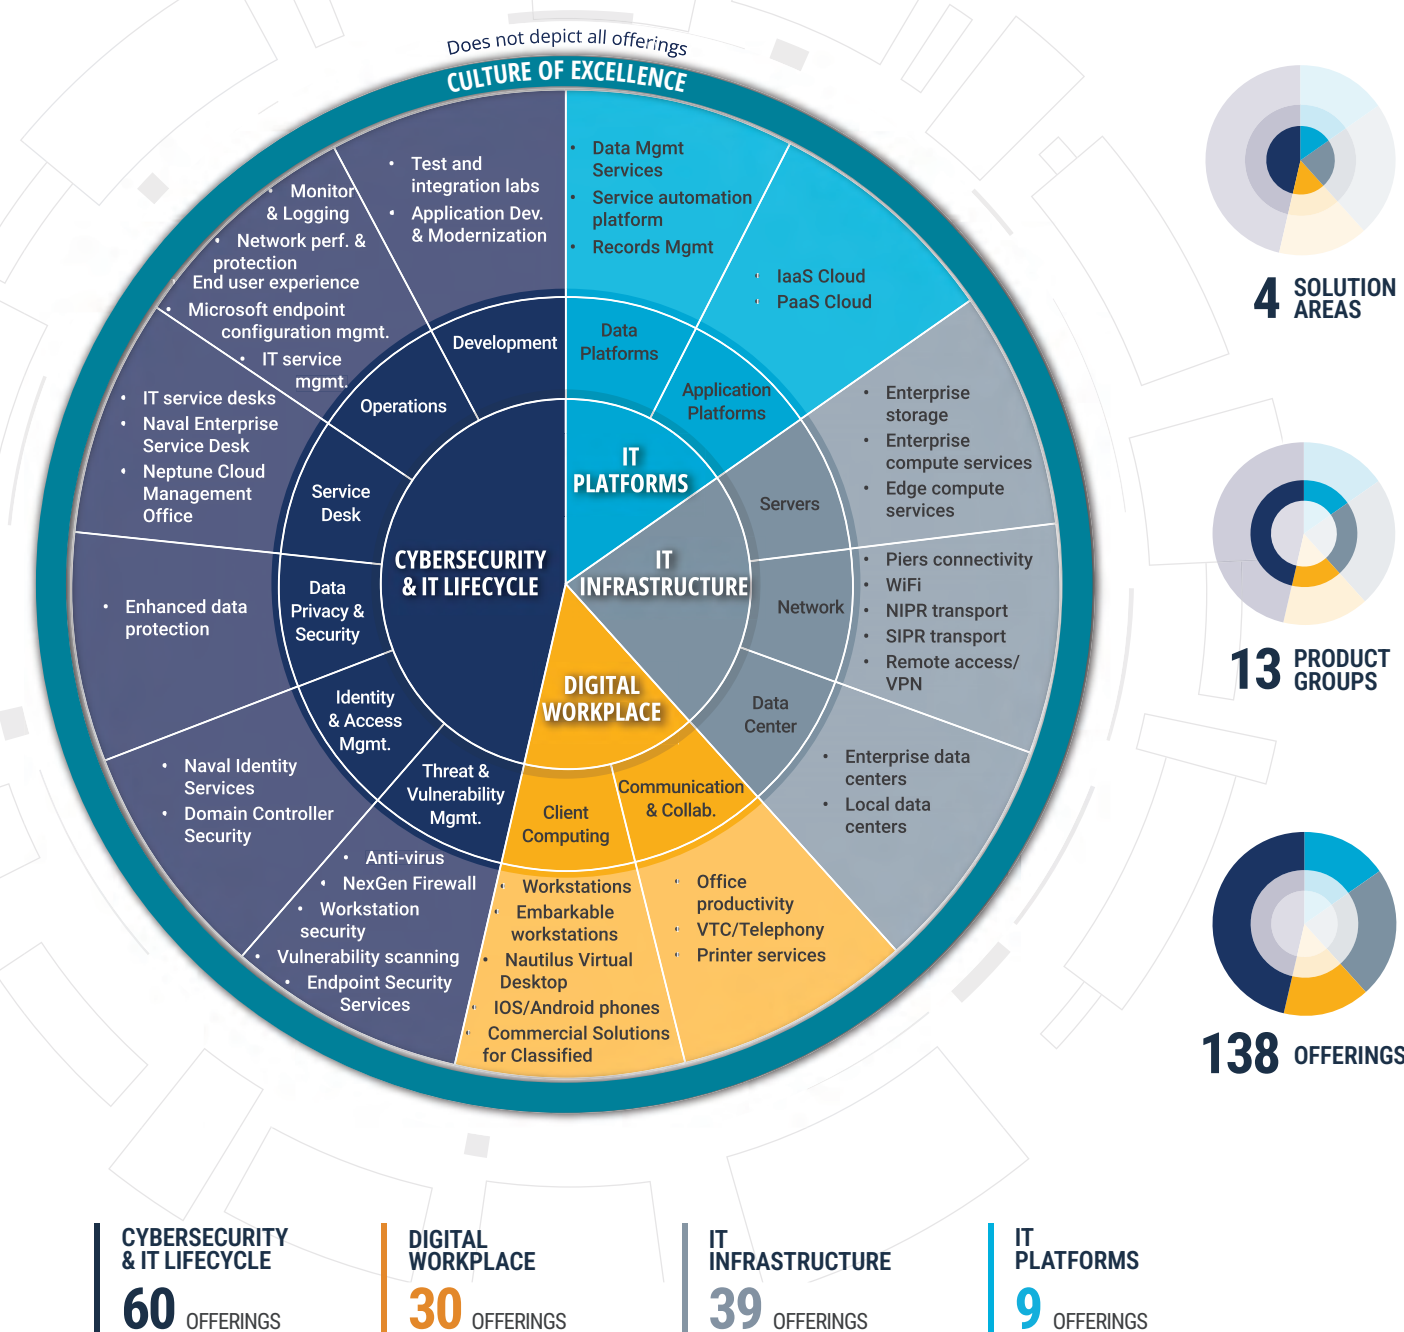 Does not depict all offerings
CULTURE OF EXCELLENCE
CYBERSECURITY
& IT LIFECYCLE
Development
• Test and
integration labs
• Application Dev.
& Modernization
Operations
• Monitor
& Logging
• Network perf. &
protection
End user experience
• Microsoft endpoint
configuration mgmt.
• IT service
mgmt.
Service
Desk
• IT service desks
• Naval Enterprise
Service Desk
• Neptune Cloud
Management
Office
Data
Privacy &
Security
• Enhanced data
protection
Identity
& Access
Mgmt.
• Naval Identity
Services
• Domain Controller
Security
Threat &
Vulnerability
Mgmt.
• Anti-virus
• NexGen Firewall
• Workstation
security
• Vulnerability scanning
• Endpoint Security
Services
IT
PLATFORMS
Data
Platforms
• Data Mgmt
Services
• Service automation
platform
• Records Mgmt
Application
Platforms
• IaaS Cloud
• PaaS Cloud
IT
INFRASTRUCTURE
Servers
• Enterprise
storage
• Enterprise
compute services
• Edge compute
services
Network
• Piers connectivity
• WiFi
• NIPR transport
• SIPR transport
• Remote access/
VPN
Data
Center
• Enterprise data
centers
• Local data
centers
DIGITAL
WORKPLACE
Client
Computing
• Workstations
• Embarkable
workstations
• Nautilus Virtual
Desktop
• IOS/Android phones
• Commercial Solutions
for Classified
Communication
& Collab.
• Office
productivity
• VTC/Telephony
• Printer services
4 SOLUTION
AREAS
13 PRODUCT
GROUPS
138 OFFERINGS
CYBERSECURITY
& IT LIFECYCLE
60 OFFERINGS
DIGITAL
WORKPLACE
30 OFFERINGS
IT
INFRASTRUCTURE
39 OFFERINGS
IT
PLATFORMS
9 OFFERINGS